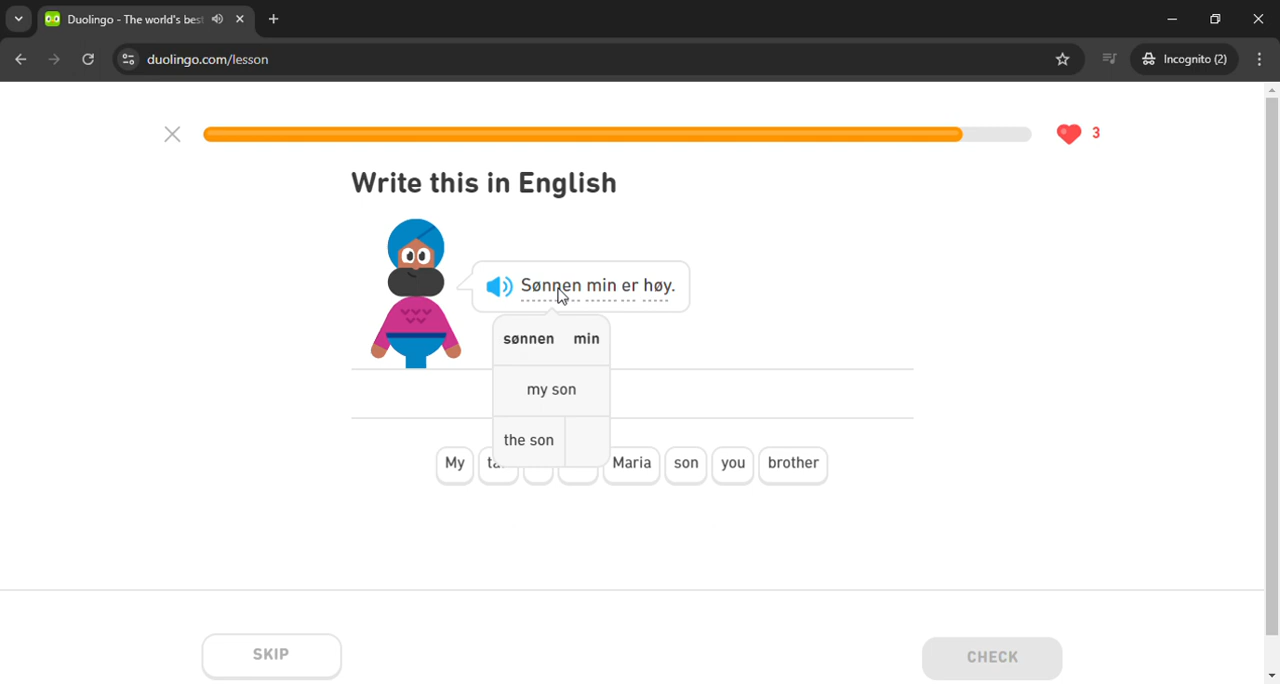 Duolingo - The world's best
duolingo.com/lesson
Incognito (2)
3
Write this in English
Sønnen min er høy.
sønnen min
my son
the son
My Maria son you brother
SKIP
CHECK